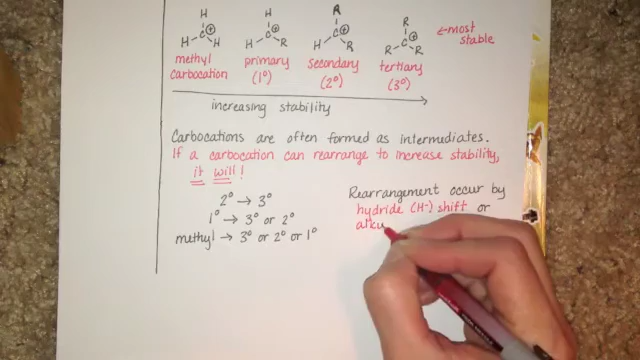 H H R R
C⊕ C⊕ C⊕ C⊕ ←most stable
H H H R H R R R
methyl carbocation primary (1°) secondary (2°) tertiary (3°)
increasing stability
Carbocations are often formed as intermediates.
If a carbocation can rearrange to increase stability,
it will!
2° → 3°
1° → 3° or 2°
methyl → 3° or 2° or 1°
Rearrangement occur by
hydride (H-) shift or
alk